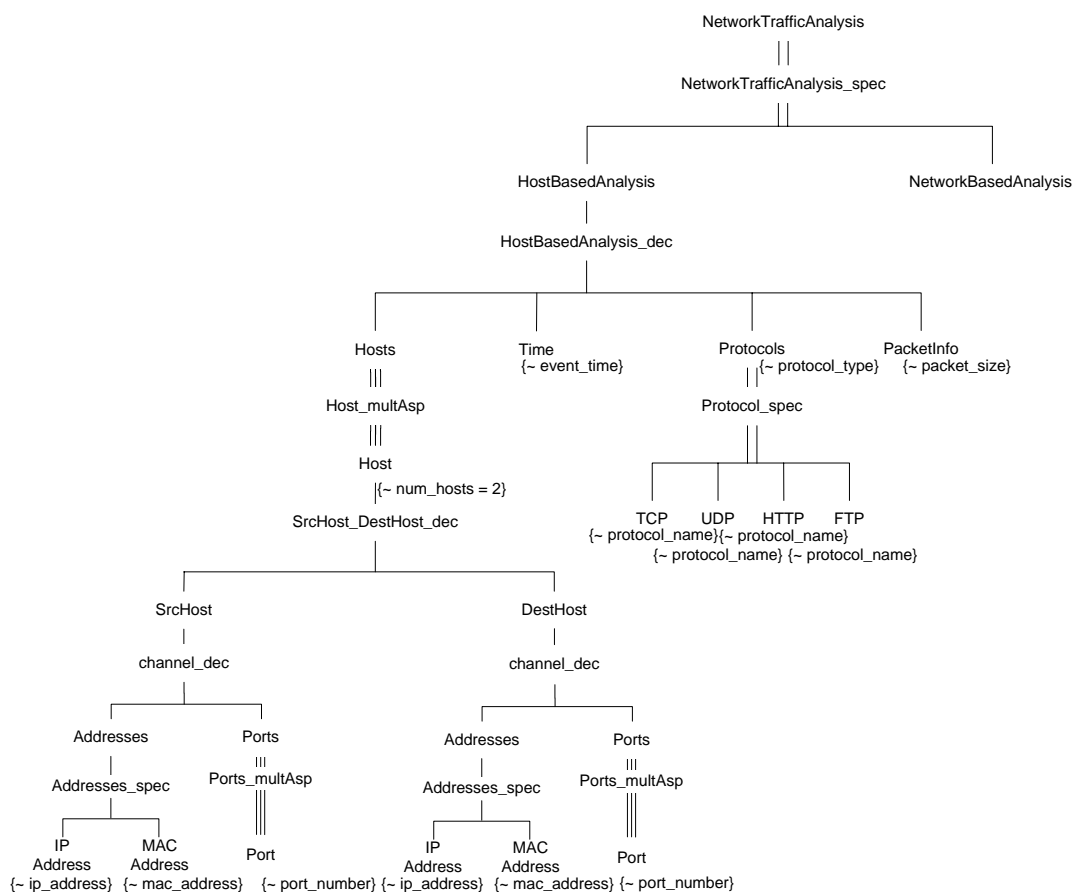 NetworkTrafficAnalysis
NetworkTrafficAnalysis_spec
HostBasedAnalysis
NetworkBasedAnalysis
HostBasedAnalysis_dec
Hosts
Time
{~ event_time}
Protocols
{~ protocol_type}
PacketInfo
{~ packet_size}
Host_multAsp
Protocol_spec
Host
{~ num_hosts = 2}
TCP
{~ protocol_name}
UDP
{~ protocol_name}
HTTP
{~ protocol_name}
FTP
{~ protocol_name}
SrcHost_DestHost_dec
SrcHost
DestHost
channel_dec
channel_dec
Addresses
Ports
Addresses
Ports
Addresses_spec
Ports_multAsp
Addresses_spec
Ports_multAsp
IP
Address
{~ ip_address}
MAC
Address
{~ mac_address}
Port
{~ port_number}
IP
Address
{~ ip_address}
MAC
Address
{~ mac_address}
Port
{~ port_number}